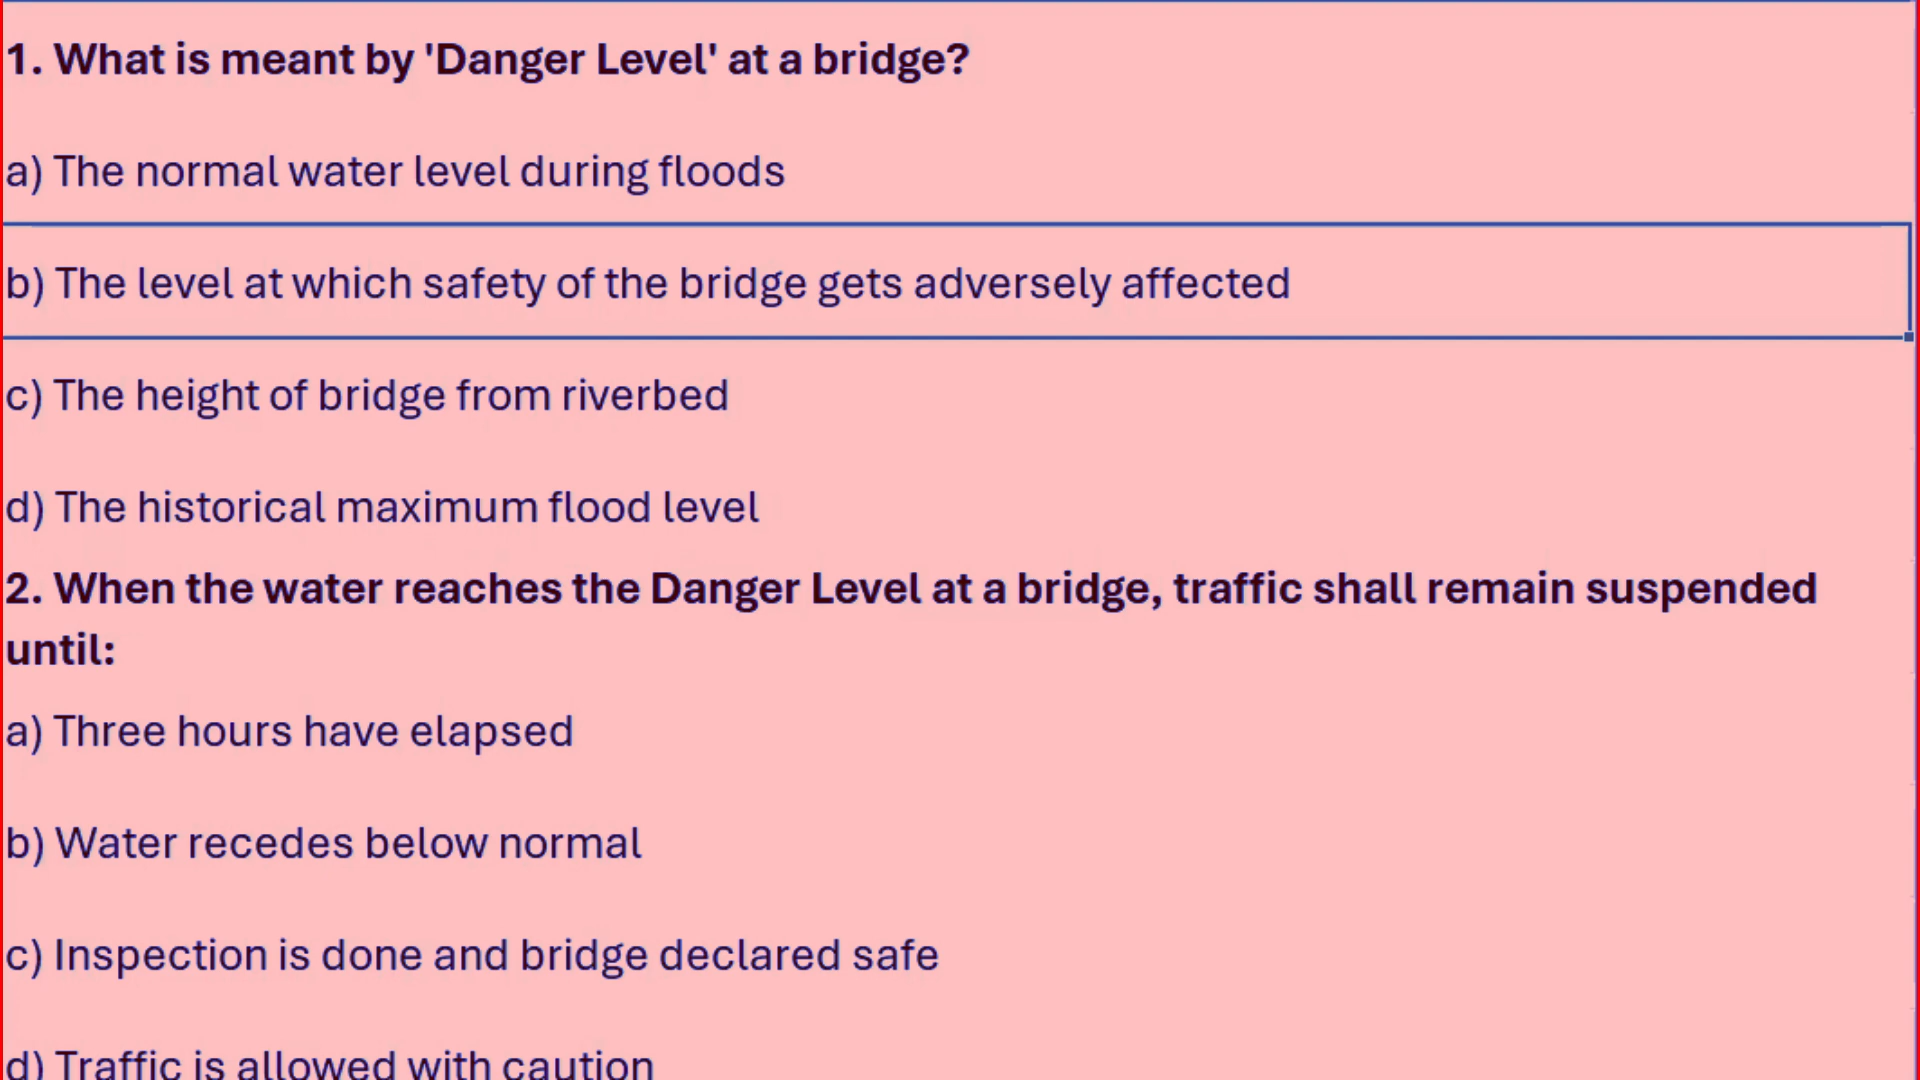 1. What is meant by 'Danger Level' at a bridge?
a) The normal water level during floods
b) The level at which safety of the bridge gets adversely affected
c) The height of bridge from riverbed
d) The historical maximum flood level
2. When the water reaches the Danger Level at a bridge, traffic shall remain suspended
until:
a) Three hours have elapsed
b) Water recedes below normal
c) Inspection is done and bridge declared safe
d) Traffic is allowed with caution